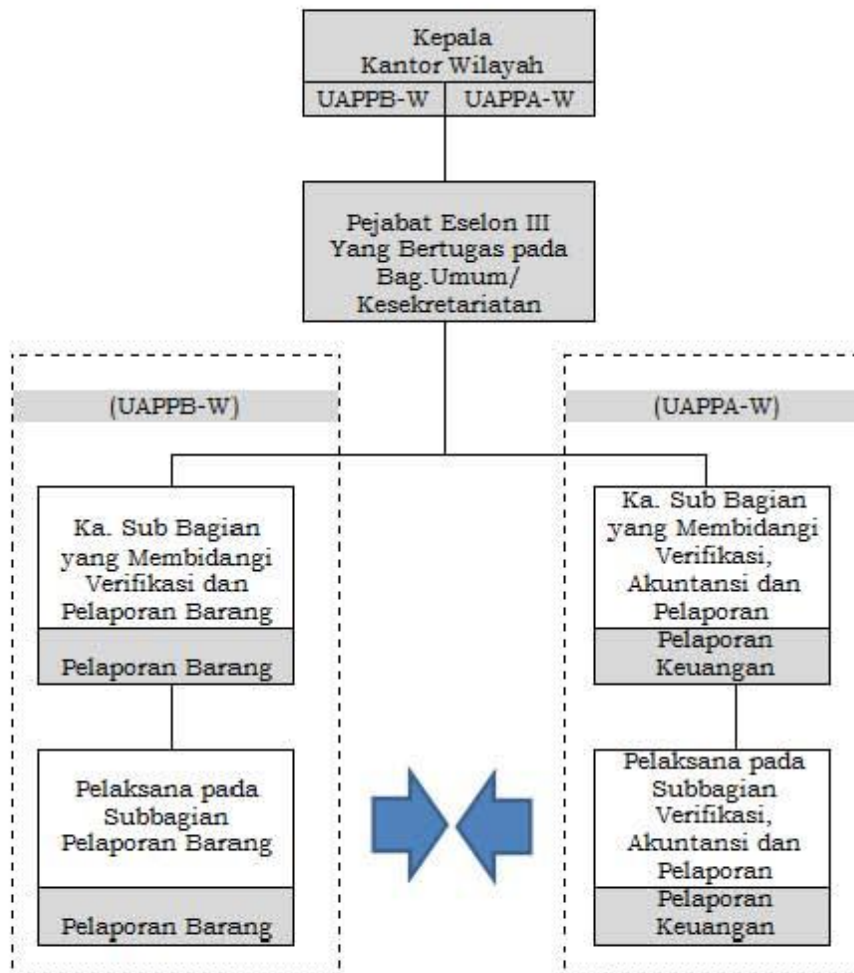 Kepala
Kantor Wilayah
UAPPB-W UAPPA-W
Pejabat Eselon III
Yang Bertugas pada
Bag.Umum/
Kesekretariatan
(UAPPB-W)
Ka. Sub Bagian
yang Membidangi
Verifikasi dan
Pelaporan Barang
Pelaporan Barang
Pelaksana pada
Subbagian
Pelaporan Barang
Pelaporan Barang
(UAPPA-W)
Ka. Sub Bagian
yang Membidangi
Verifikasi,
Akuntansi dan
Pelaporan
Pelaporan
Keuangan
Pelaksana pada
Subbagian
Verifikasi,
Akuntansi dan
Pelaporan
Pelaporan
Keuangan